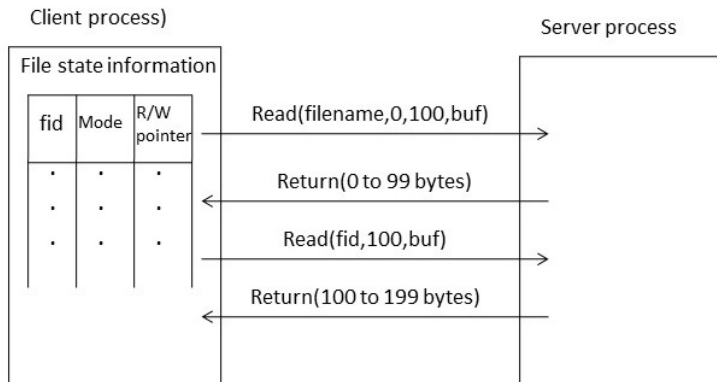 Client process)
Server process
File state information
fid
Mode
R/W
pointer
Read(filename,0,100,buf)
Return(0 to 99 bytes)
Read(fid,100,buf)
Return(100 to 199 bytes)